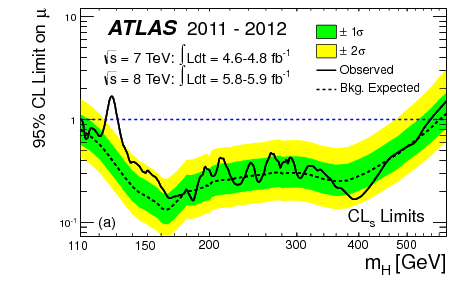 95% CL Limit on μ
10
1
10⁻¹
ATLAS 2011 - 2012
√s = 7 TeV: ∫Ldt = 4.6-4.8 fb⁻¹
√s = 8 TeV: ∫Ldt = 5.8-5.9 fb⁻¹
± 1σ
± 2σ
Observed
Bkg. Expected
(a)
CLₛ Limits
110 150 200 300 400 500
m_H [GeV]